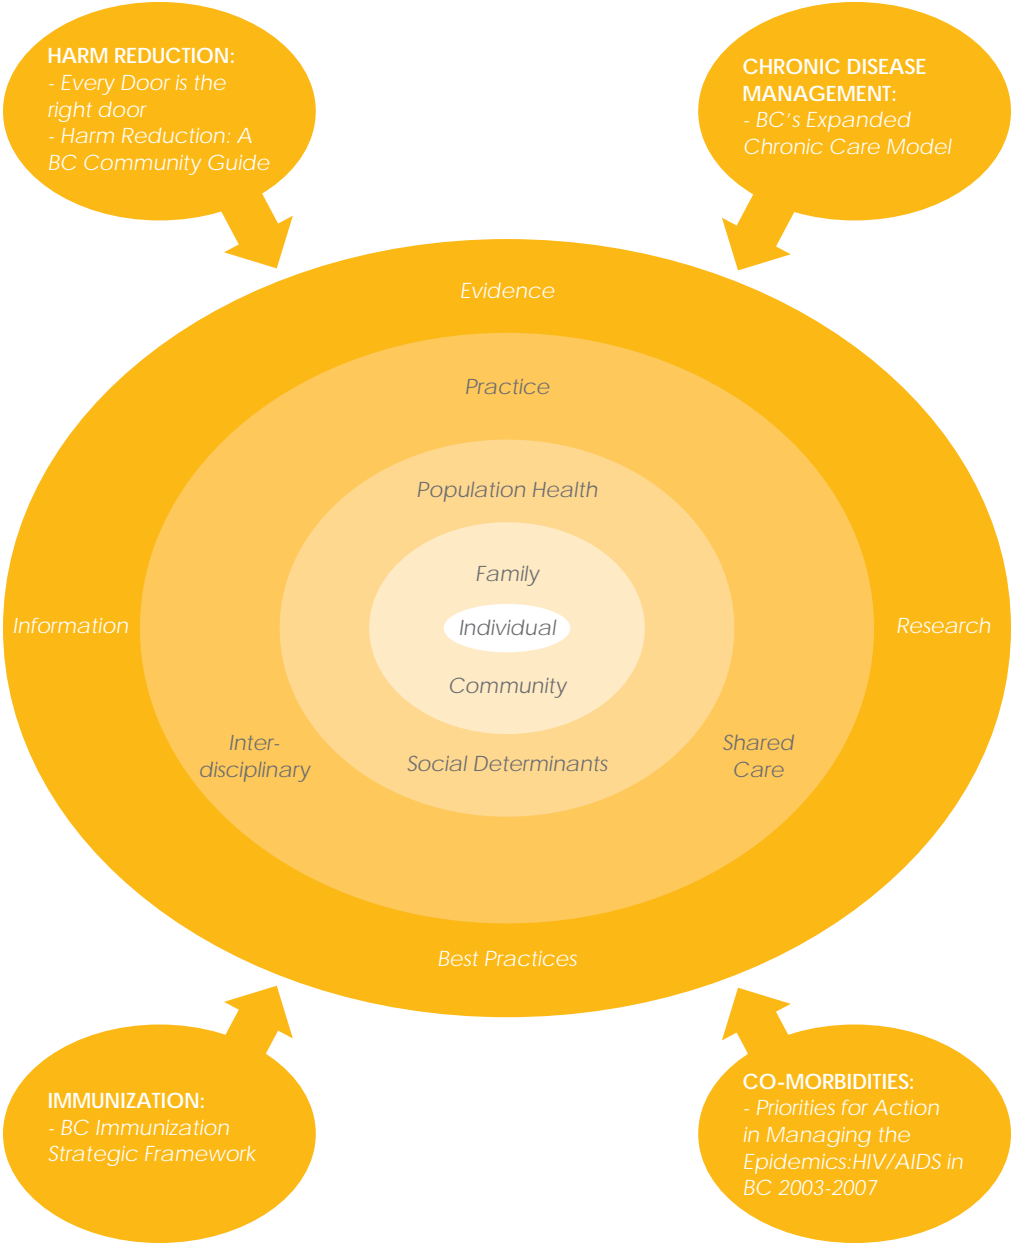 HARM REDUCTION:
- Every Door is the
right door
- Harm Reduction: A
BC Community Guide
CHRONIC DISEASE
MANAGEMENT:
- BC's Expanded
Chronic Care Model
Evidence
Practice
Population Health
Family
Individual
Information
Research
Community
Inter-
disciplinary
Shared
Care
Social Determinants
Best Practices
IMMUNIZATION:
- BC Immunization
Strategic Framework
CO-MORBIDITIES:
- Priorities for Action
in Managing the
Epidemics:HIV/AIDS in
BC 2003-2007